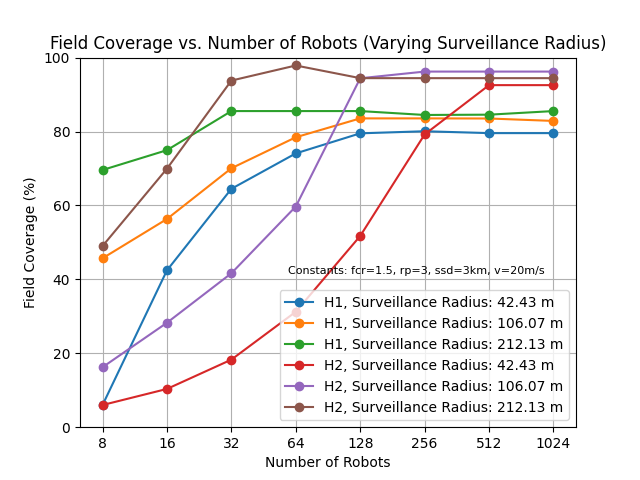 Field Coverage vs. Number of Robots (Varying Surveillance Radius)
100
80
60
40
20
0
Field Coverage (%)
Constants: fcr=1.5, rp=3, ssd=3km, v=20m/s
H1, Surveillance Radius: 42.43 m
H1, Surveillance Radius: 106.07 m
H1, Surveillance Radius: 212.13 m
H2, Surveillance Radius: 42.43 m
H2, Surveillance Radius: 106.07 m
H2, Surveillance Radius: 212.13 m
8 16 32 64 128 256 512 1024
Number of Robots